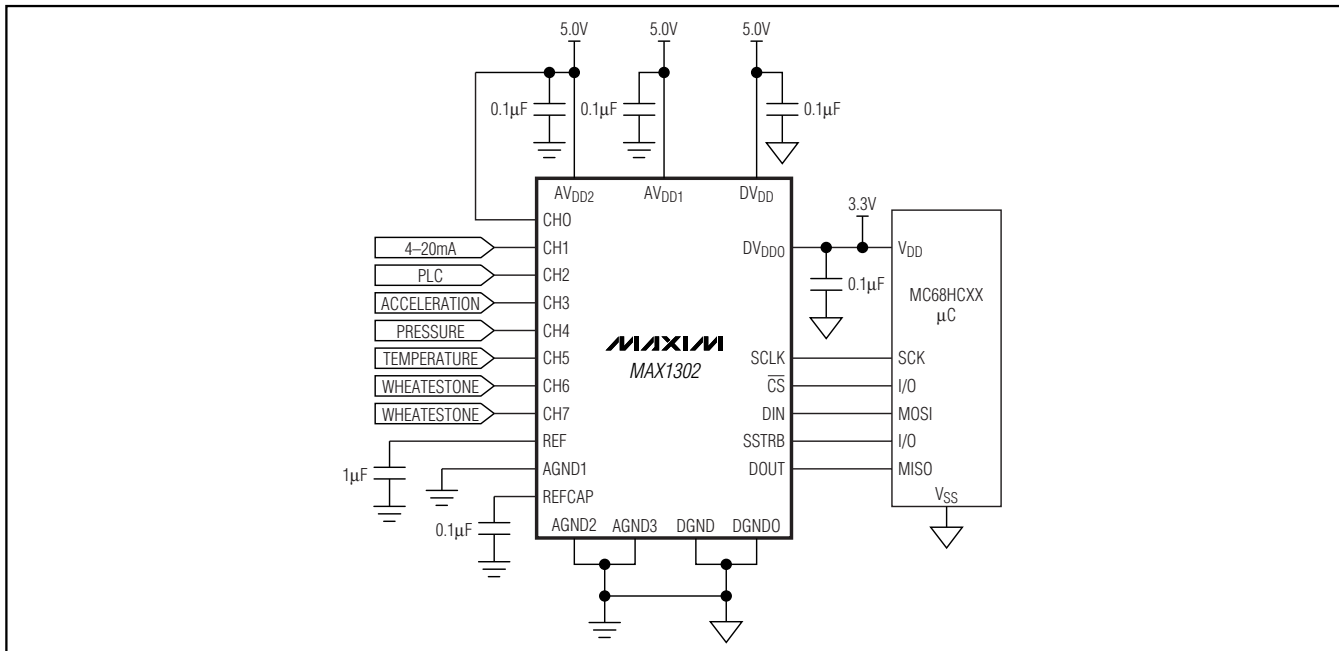 5.0V 5.0V 5.0V
0.1µF 0.1µF 0.1µF
AVDD2 AVDD1 DVDD
3.3V
CH0
4–20mA CH1 DVDDO VDD
PLC CH2 0.1µF
ACCELERATION CH3 MC68HCXX
µC
PRESSURE CH4
MAXIM
TEMPERATURE CH5 MAX1302 SCLK SCK
WHEATESTONE CH6 CS I/O
WHEATESTONE CH7 DIN MOSI
REF SSTRB I/O
1µF AGND1 DOUT MISO
REFCAP VSS
0.1µF AGND2 AGND3 DGND DGNDO